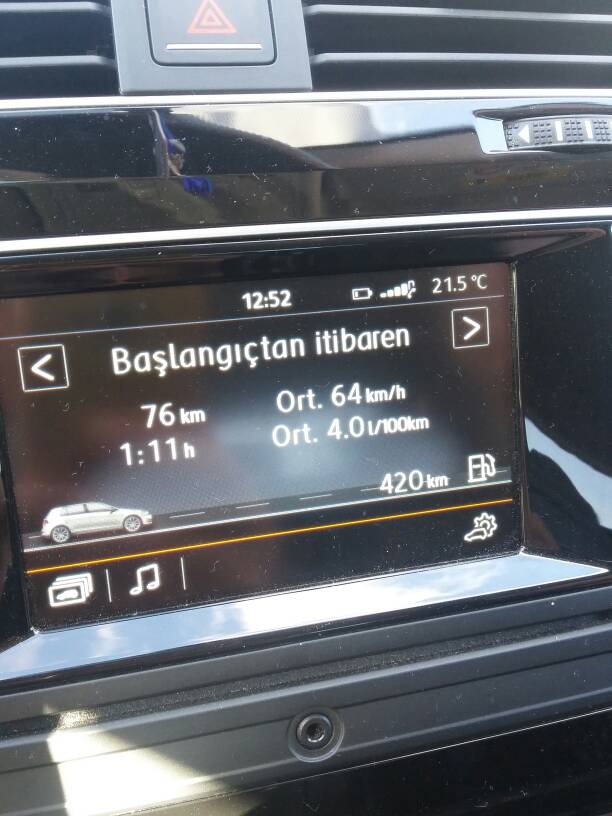 12:52 21.5 °C
Başlangıçtan itibaren
76 km Ort. 64 km/h
1:11 h Ort. 4.0 l/100km
420 km